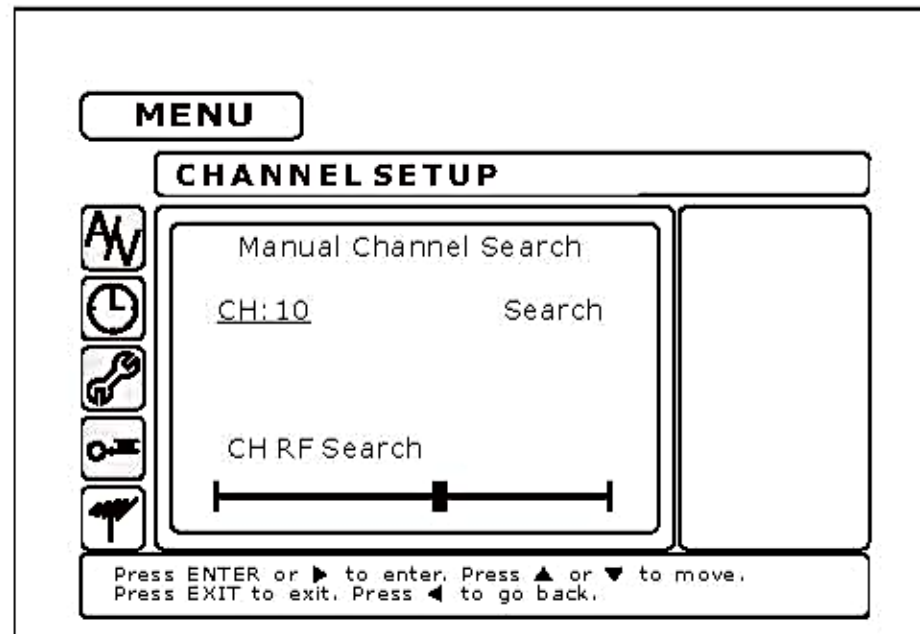 MENU
CHANNEL SETUP
Manual Channel Search
CH: 10 Search
CH RF Search
Press ENTER or ▶ to enter. Press ▲ or ▼ to move.
Press EXIT to exit. Press ◀ to go back.